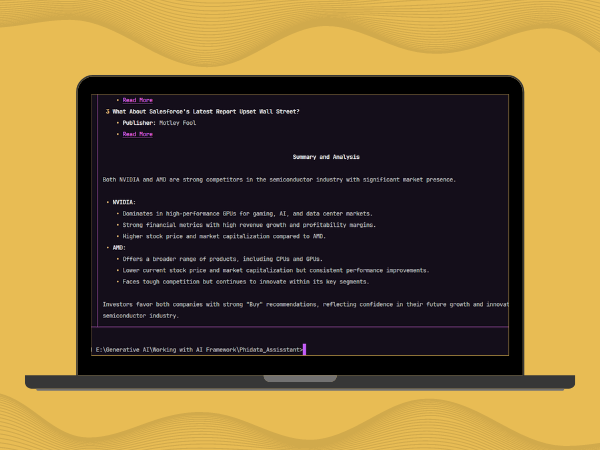 • Read More
3 What About Salesforce's Latest Report Upset Wall Street?
• Publisher: Motley Fool
• Read More
Summary and Analysis
Both NVIDIA and AMD are strong competitors in the semiconductor industry with significant market presence.
• NVIDIA:
• Dominates in high-performance GPUs for gaming, AI, and data center markets.
• Strong financial metrics with high revenue growth and profitability margins.
• Higher stock price and market capitalization compared to AMD.
• AMD:
• Offers a broader range of products, including CPUs and GPUs.
• Lower current stock price and market capitalization but consistent performance improvements.
• Faces tough competition but continues to innovate within its key segments.
Investors favor both companies with strong "Buy" recommendations, reflecting confidence in their future growth and innovat
semiconductor industry.
E:\Generative AI\Working with AI Framework\Phidata_Assisstant>